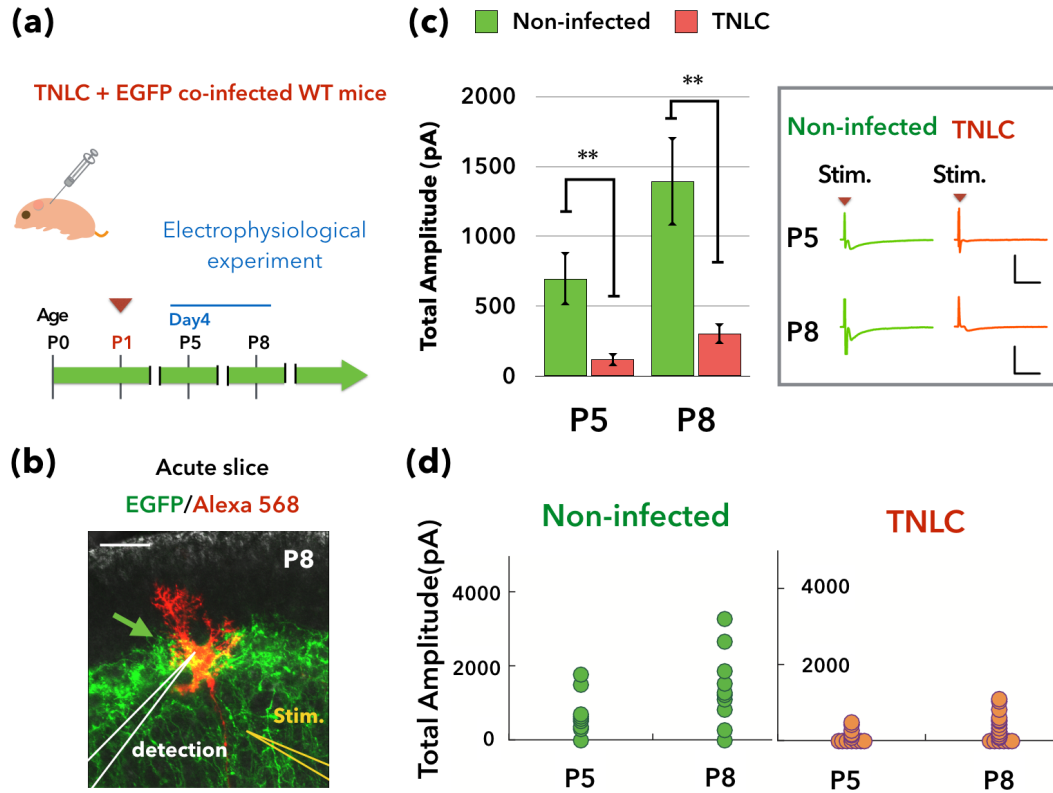 (a)
TNLC + EGFP co-infected WT mice
Electrophysiological
experiment
Age
Day4
P0
P1
P5
P8
(b)
Acute slice
EGFP/Alexa 568
P8
Stim.
detection
(c)
Non-infected
TNLC
Total Amplitude (pA)
2000
1500
1000
500
0
**
**
P5
P8
Non-infected
TNLC
Stim.
Stim.
P5
P8
(d)
Non-infected
TNLC
Total Amplitude(pA)
4000
2000
0
P5
P8
4000
2000
P5
P8